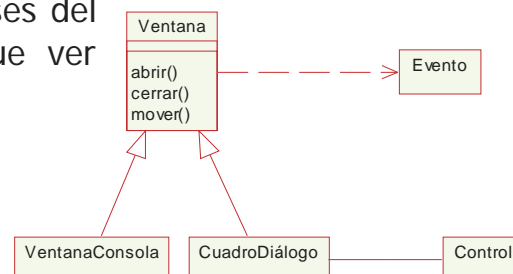 ses del
ue ver
Ventana
abrir()
cerrar()
mover()
Evento
VentanaConsola
CuadroDiálogo
Control